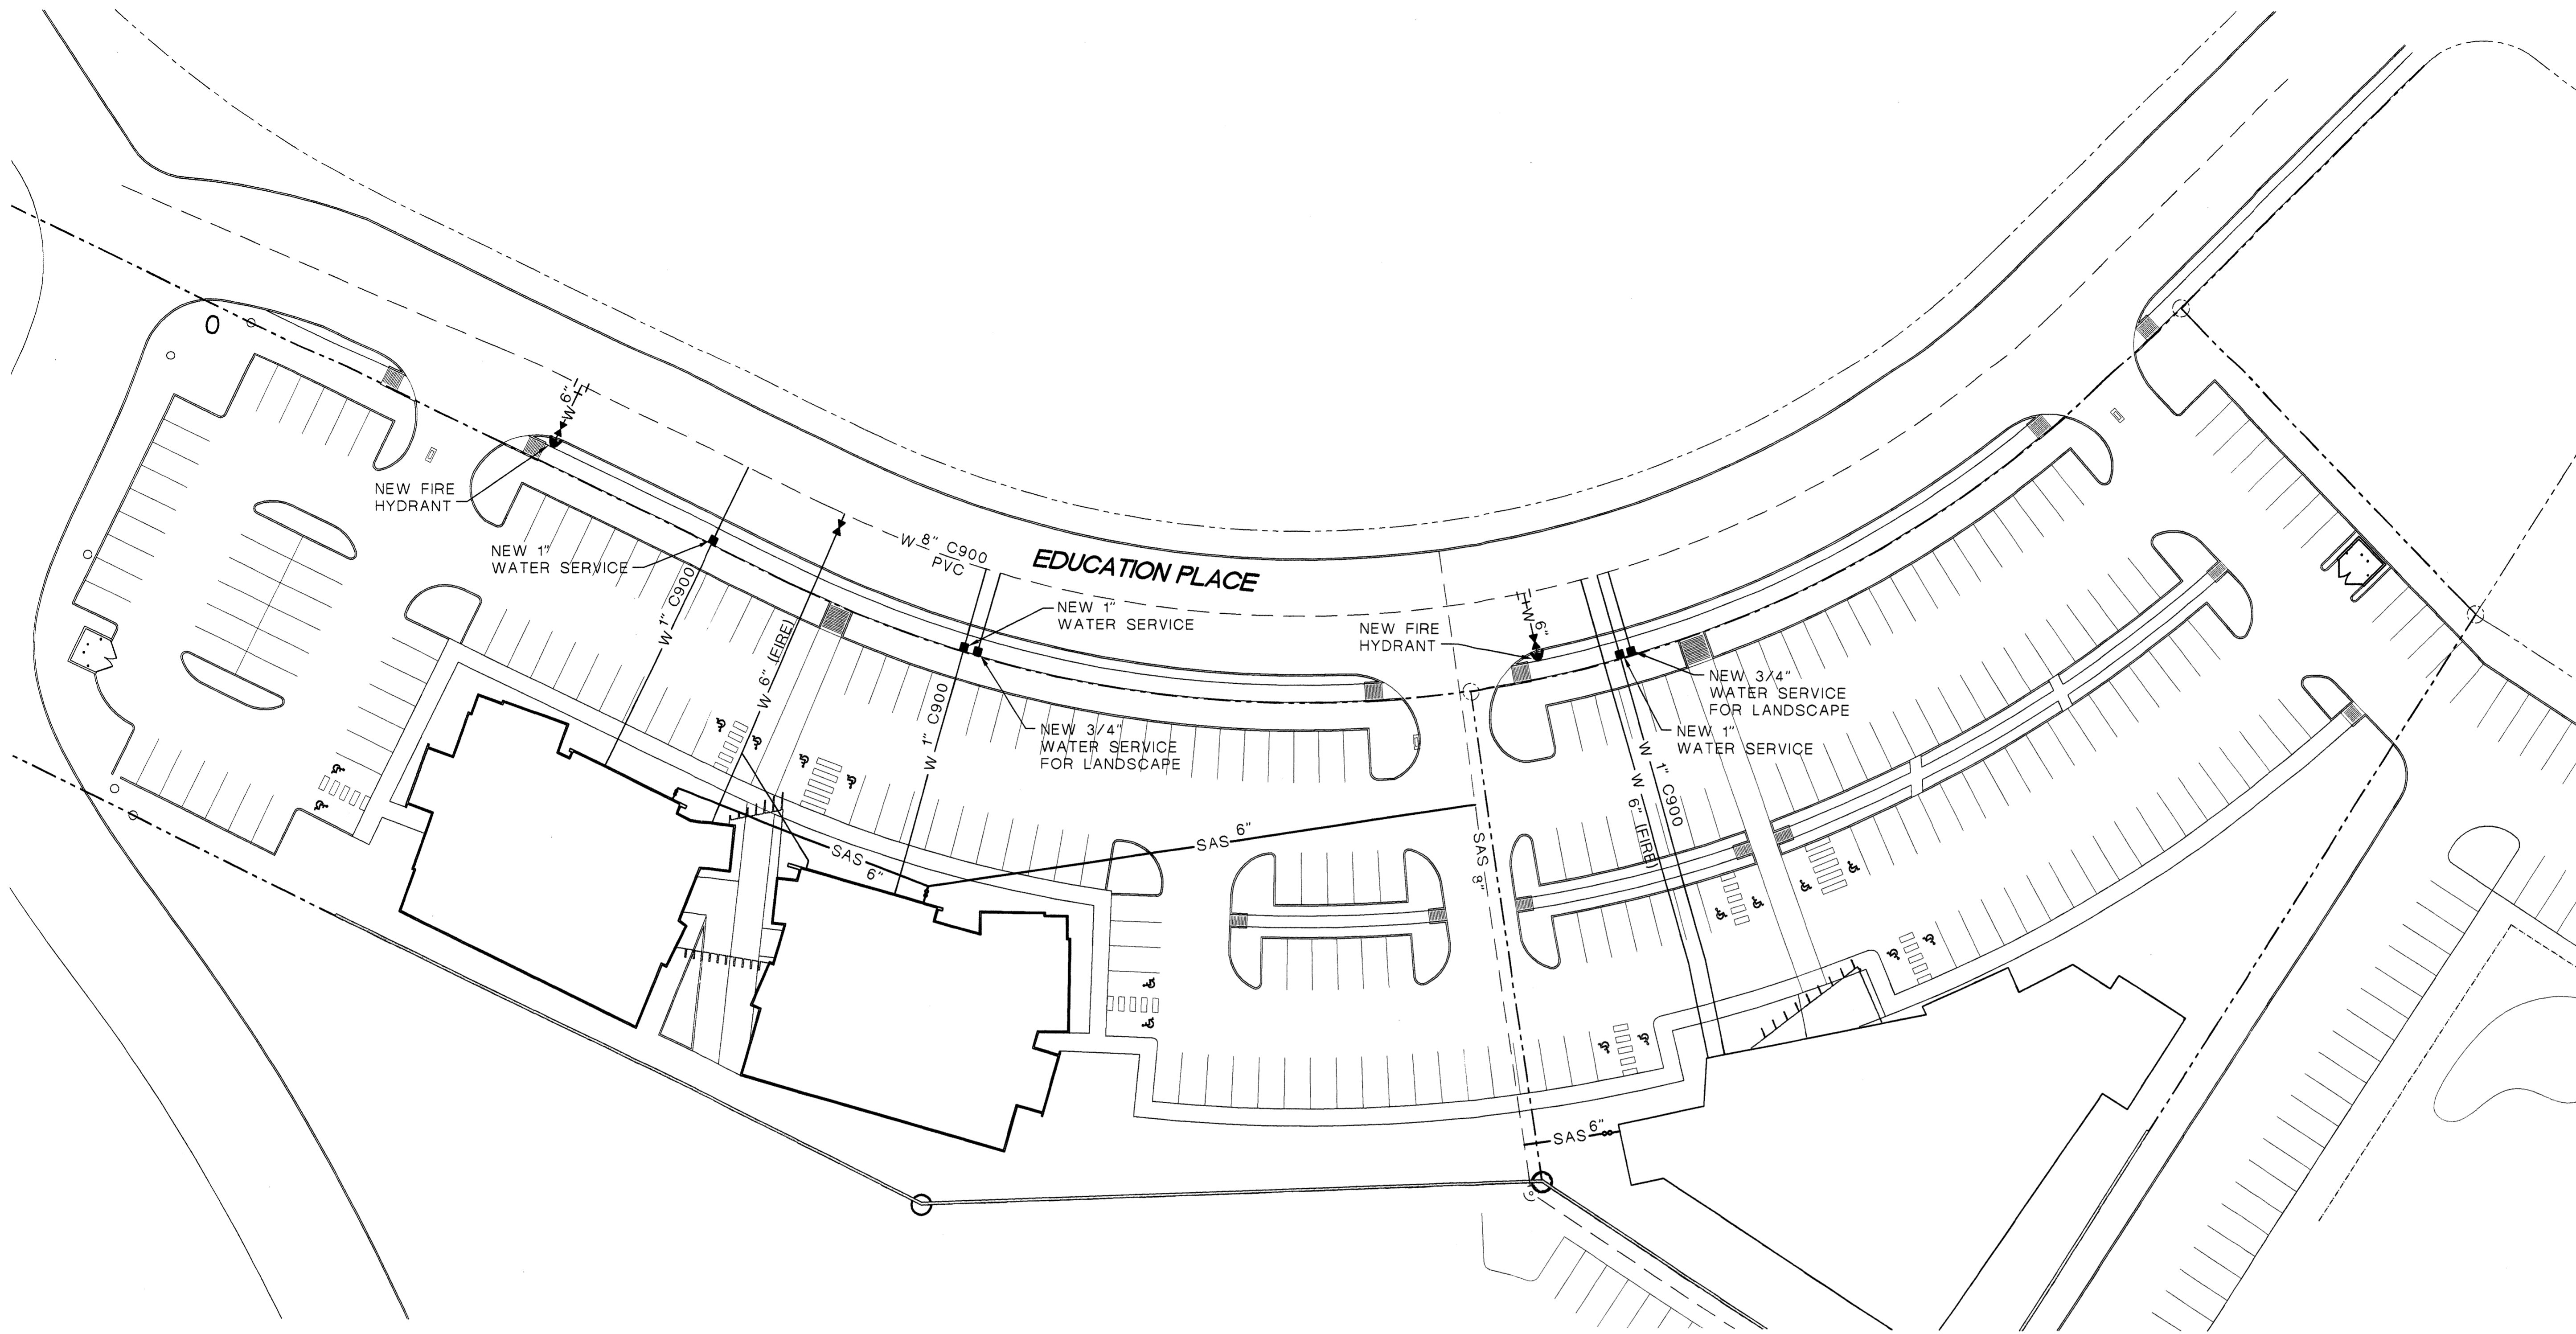 W 6"
NEW FIRE
HYDRANT
NEW 1"
WATER SERVICE
W 1" C900
W 6" (FIRE)
W 8" C900
PVC
EDUCATION PLACE
NEW 1"
WATER SERVICE
NEW 3/4"
WATER SERVICE
FOR LANDSCAPE
W 1" C900
W 6"
NEW FIRE
HYDRANT
NEW 3/4"
WATER SERVICE
FOR LANDSCAPE
NEW 1"
WATER SERVICE
W 1" C900
W 6" (FIRE)
SAS 6"
SAS 6"
SAS 8"
SAS 6"